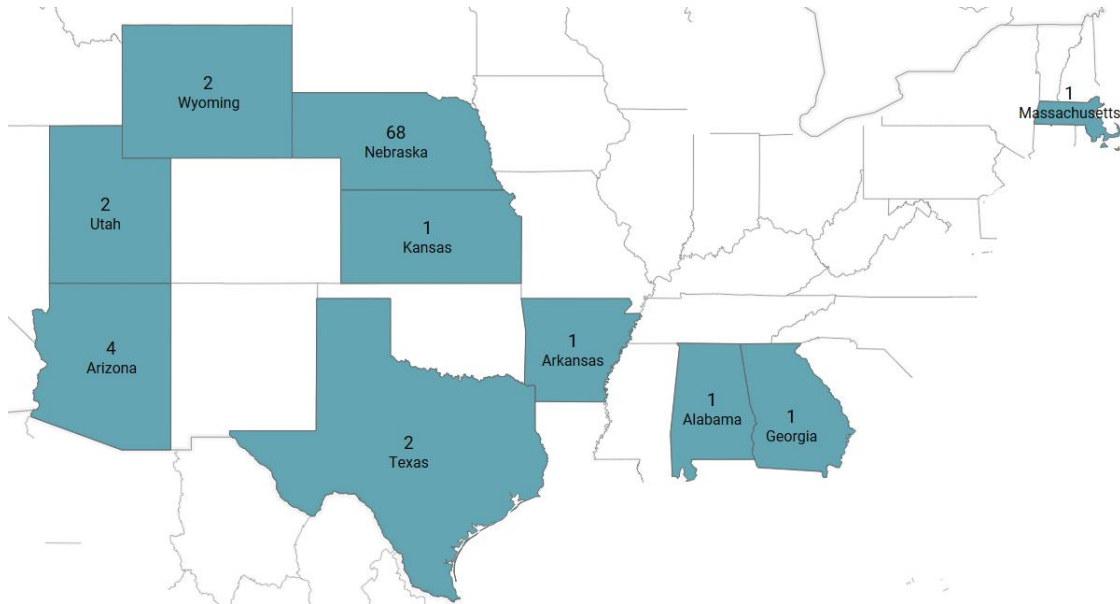 2
Wyoming
68
Nebraska
1
Massachusetts
2
Utah
1
Kansas
4
Arizona
1
Arkansas
2
Texas
1
Alabama
1
Georgia